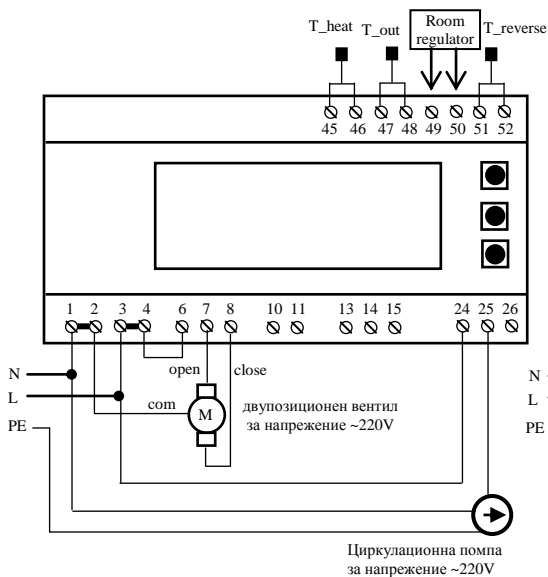 T_heat T_out Room regulator T_reverse
45 46 47 48 49 50 51 52
1 2 3 4 6 7 8 10 11 13 14 15 24 25 26
open close
N
L
PE
com
M
двупозиционен вентил
за напрежение ~220V
N
L
PE
Циркулационна помпа
за напрежение ~220V